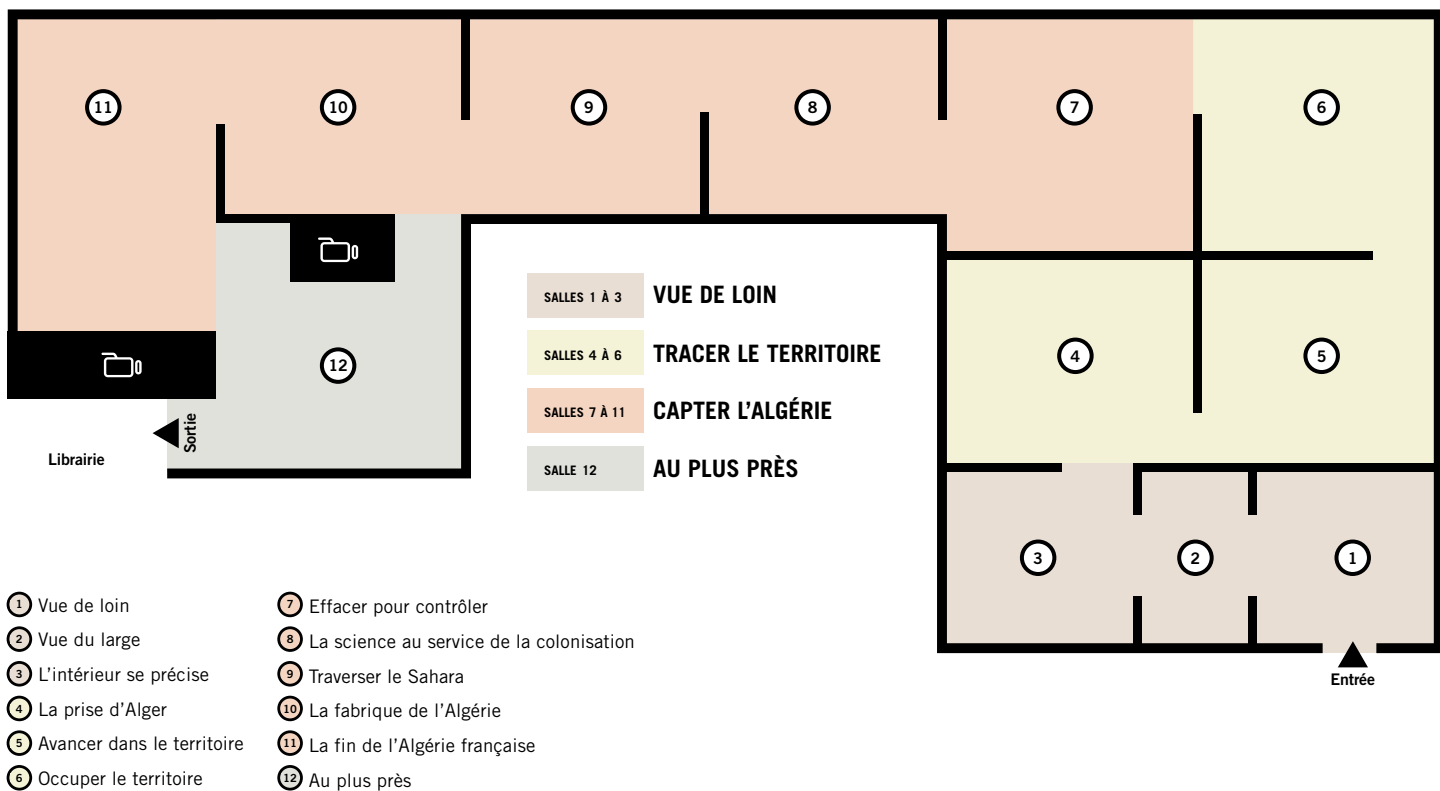 11
10
9
8
7
6
SALLES 1 À 3 VUE DE LOIN
SALLES 4 À 6 TRACER LE TERRITOIRE
SALLES 7 À 11 CAPTER L’ALGÉRIE
SALLE 12 AU PLUS PRÈS
12
4
5
Sortie
Librairie
3
2
1
Entrée
1 Vue de loin
2 Vue du large
3 L’intérieur se précise
4 La prise d’Alger
5 Avancer dans le territoire
6 Occuper le territoire
7 Effacer pour contrôler
8 La science au service de la colonisation
9 Traverser le Sahara
10 La fabrique de l’Algérie
11 La fin de l’Algérie française
12 Au plus près